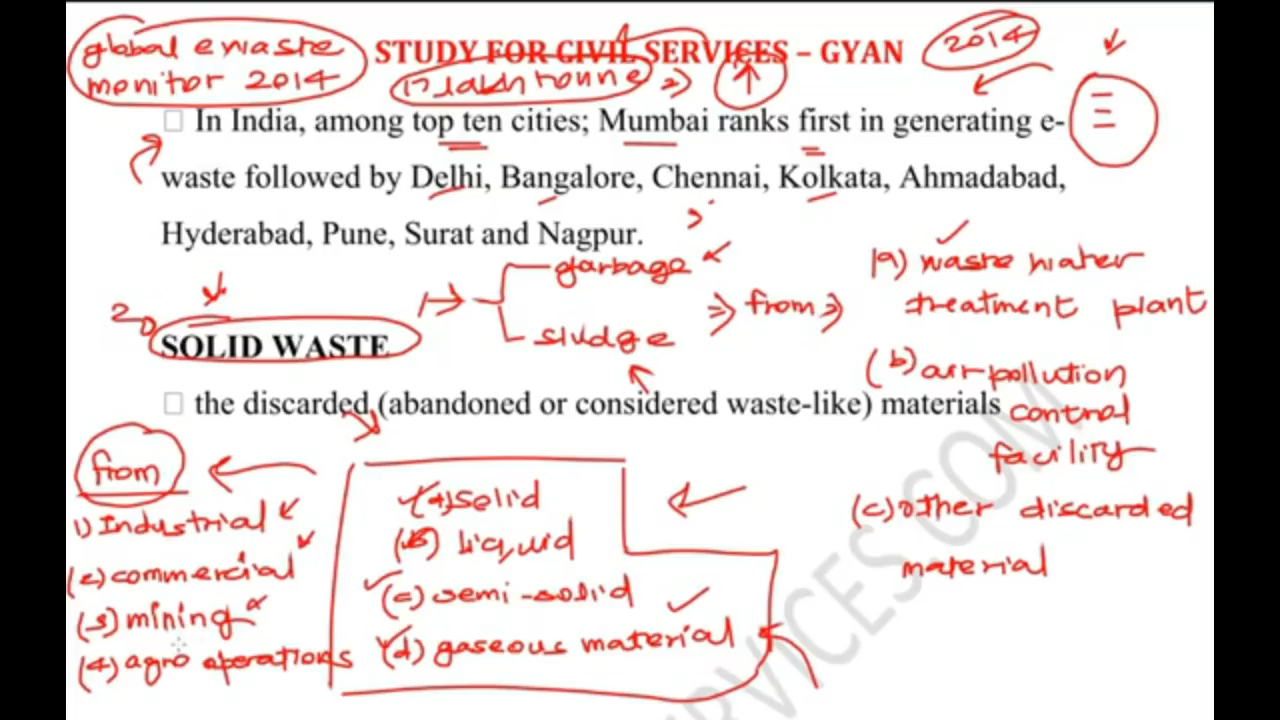 global ewaste
monitor 2014
STUDY FOR CIVIL SERVICES – GYAN
2014
17 lakh tonne
In India, among top ten cities; Mumbai ranks first in generating e-
waste followed by Delhi, Bangalore, Chennai, Kolkata, Ahmadabad,
Hyderabad, Pune, Surat and Nagpur.
garbage
sludge
from
(a) waste water
treatment plant
20
SOLID WASTE
(b) air-pollution
control
facility
the discarded (abandoned or considered waste-like) materials
from
1) Industrial
(2) commercial
(3) mining
(4) agro operations
(a) solid
(b) liquid
(c) semi-solid
(d) gaseous material
(c) other discarded
material
RVICES.COM